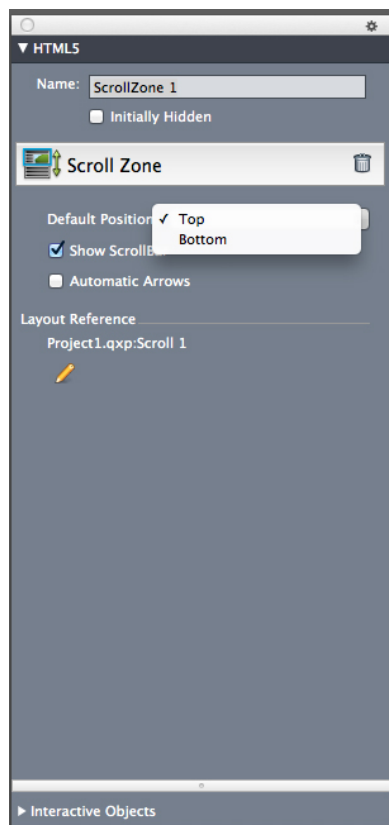 HTML5
Name: ScrollZone 1
Initially Hidden
Scroll Zone
Default Position Top
Bottom
Show
Automatic Arrows
Layout Reference
Project1.qxp:Scroll 1
Interactive Objects